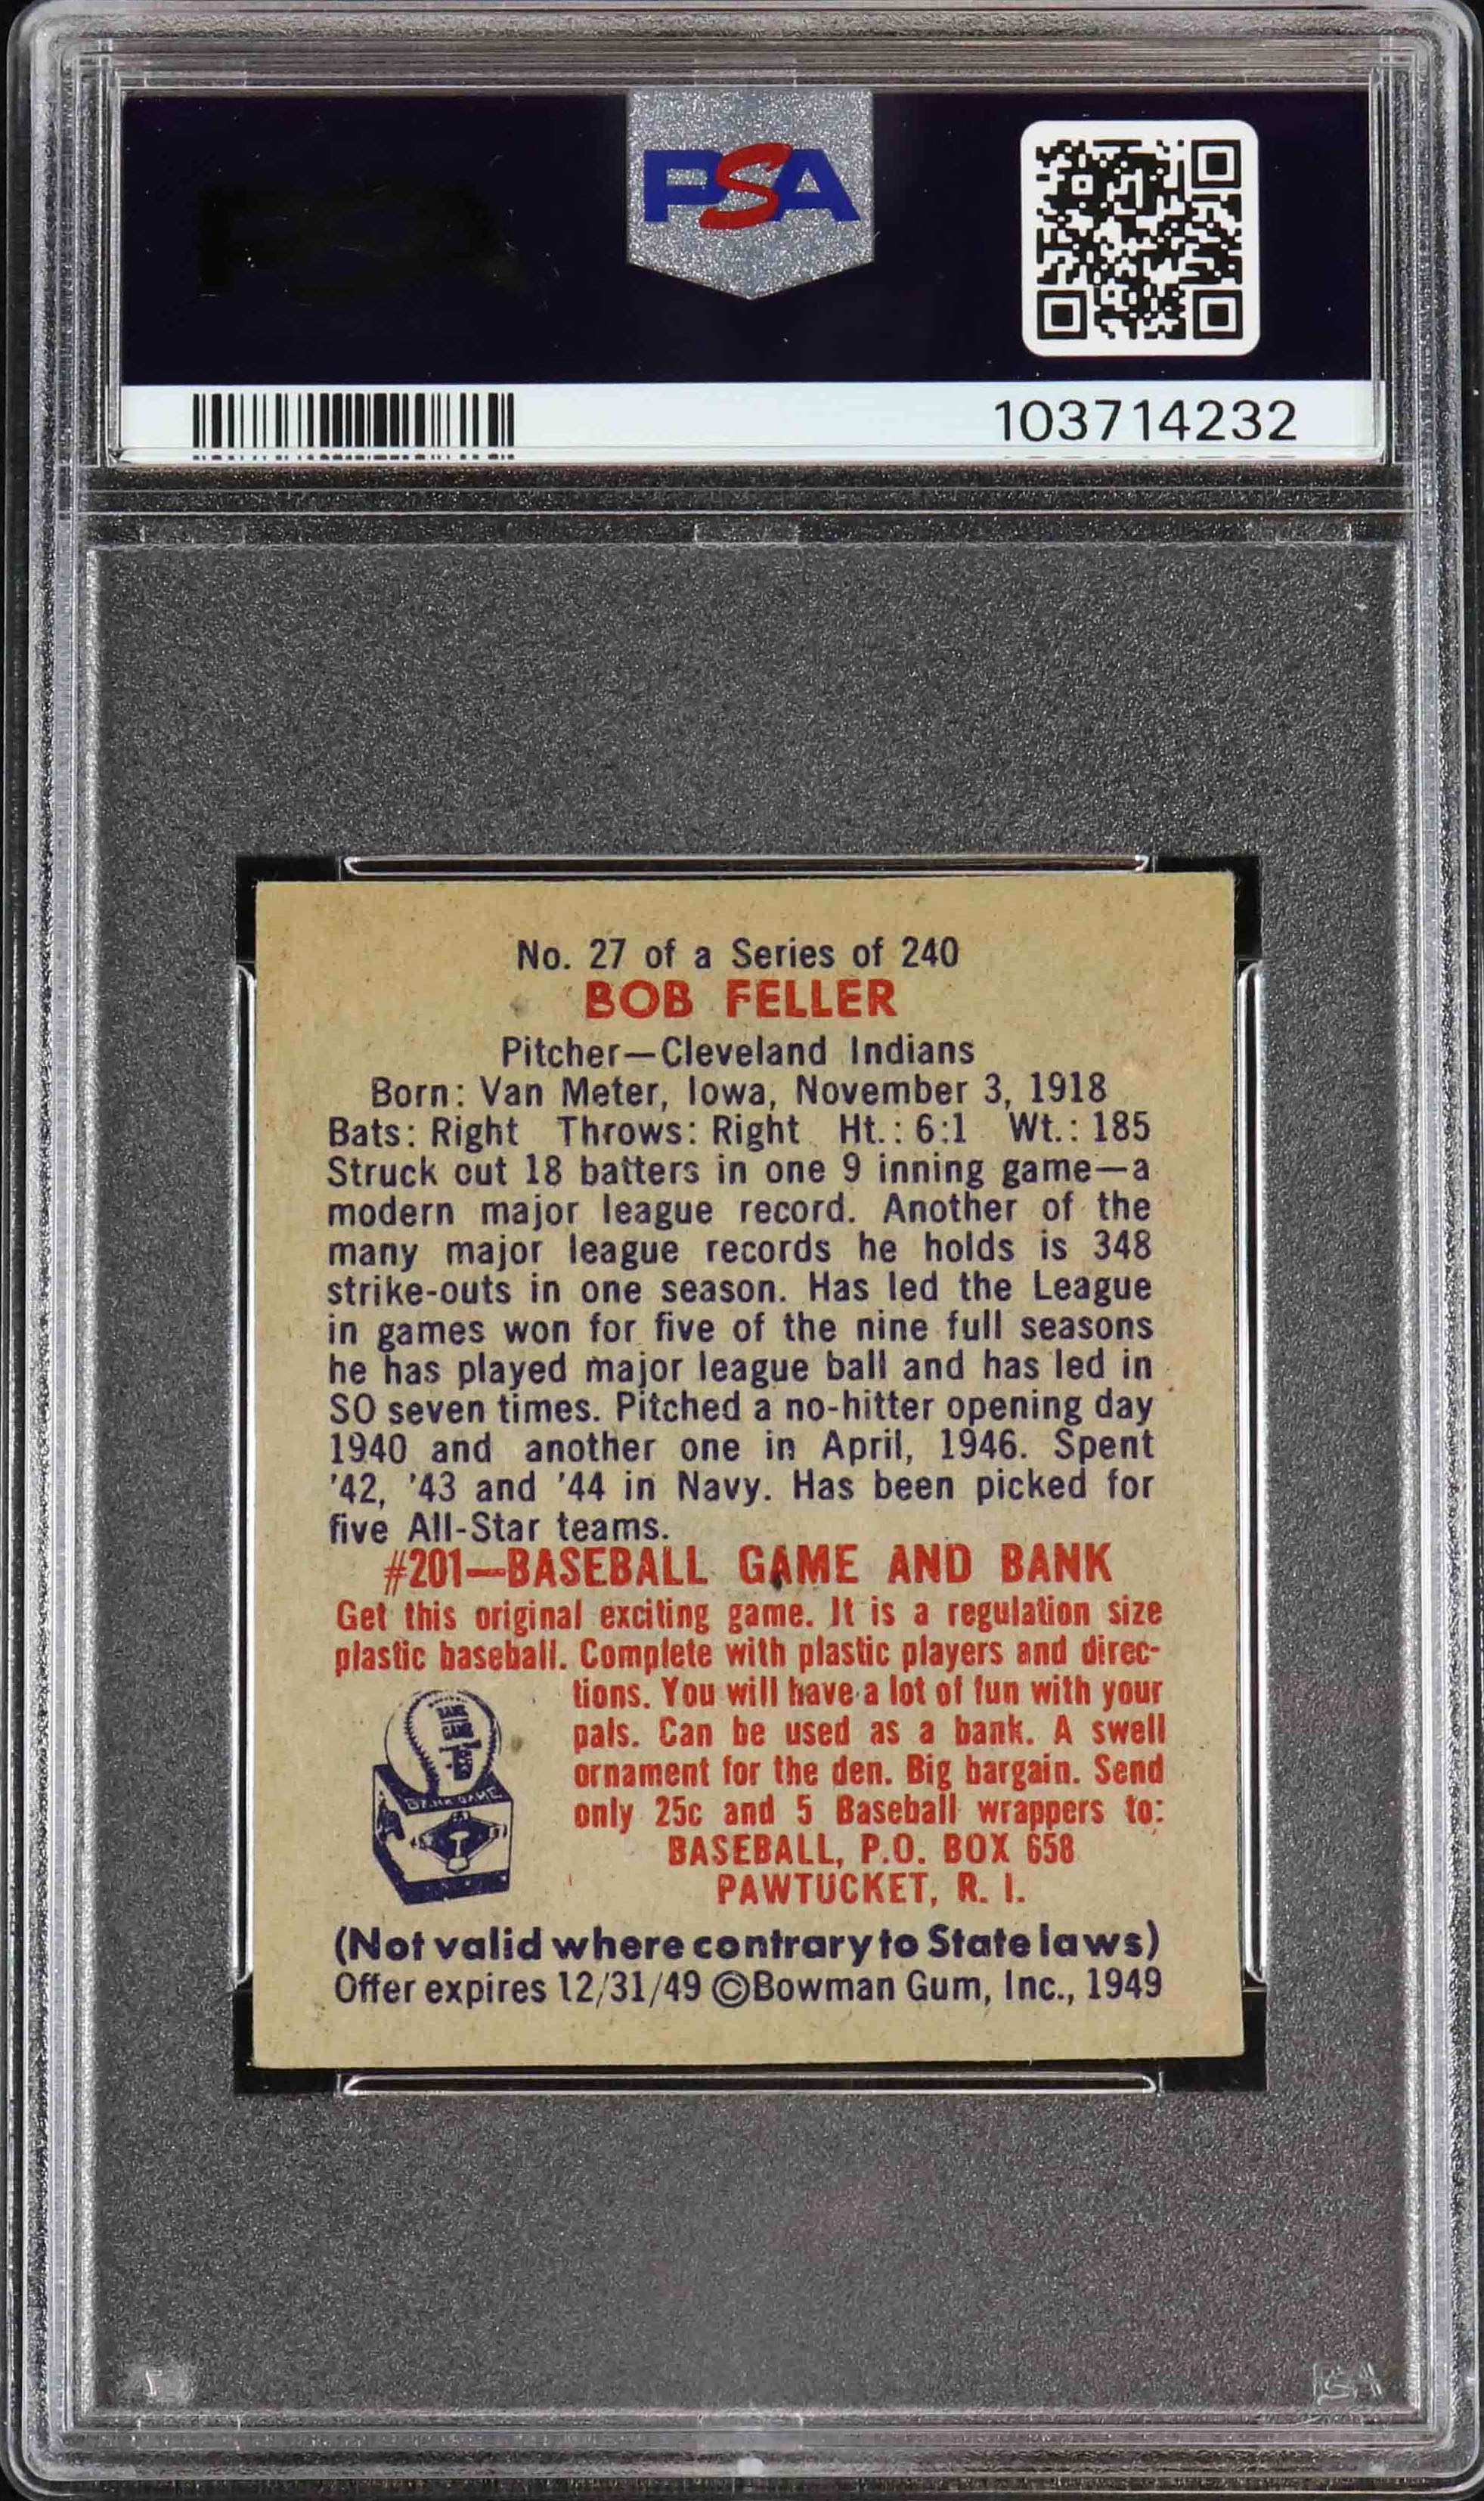 PSA
103714232
No. 27 of a Series of 240
BOB FELLER
Pitcher—Cleveland Indians
Born: Van Meter, Iowa, November 3, 1918
Bats: Right Throws: Right Ht.: 6:1 Wt.: 185
Struck out 18 batters in one 9 inning game—a
modern major league record. Another of the
many major league records he holds is 348
strike-outs in one season. Has led the League
in games won for five of the nine full seasons
he has played major league ball and has led in
SO seven times. Pitched a no-hitter opening day
1940 and another one in April, 1946. Spent
'42, '43 and '44 in Navy. Has been picked for
five All-Star teams.
#201—BASEBALL GAME AND BANK
Get this original exciting game. It is a regulation size
plastic baseball. Complete with plastic players and direc-
tions. You will have a lot of fun with your
pals. Can be used as a bank. A swell
ornament for the den. Big bargain. Send
only 25c and 5 Baseball wrappers to:
BASEBALL, P.O. BOX 658
PAWTUCKET, R. I.
BANK
GAME
BANK GAME
(Not valid where contrary to State laws)
Offer expires 12/31/49 ©Bowman Gum, Inc., 1949
PSA